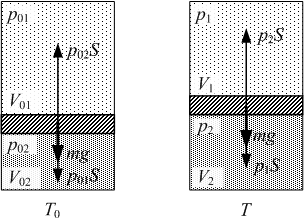 p₀₁
p₀₂S
V₀₁
p₀₂
mg
V₀₂
p₀₁S
T₀
p₁
p₂S
V₁
p₂
mg
p₁S
V₂
T